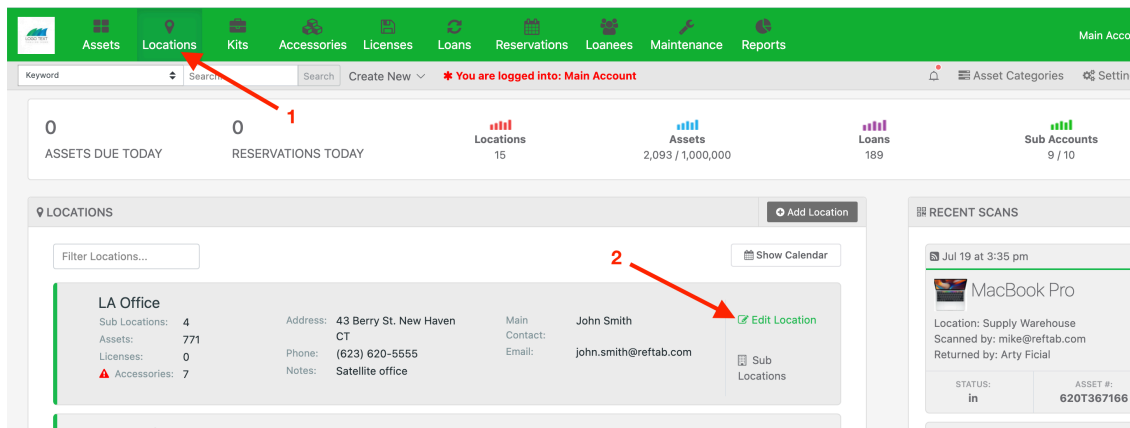 Assets Locations Kits Accessories Licenses Loans Reservations Loanees Maintenance Reports Main Acco
Keyword Search Search Create New * You are logged into: Main Account Asset Categories Settin
1
0 0 Locations Assets Loans Sub Accounts
ASSETS DUE TODAY RESERVATIONS TODAY 15 2,093 / 1,000,000 189 9 / 10
LOCATIONS Add Location RECENT SCANS
Filter Locations... 2 Show Calendar Jul 19 at 3:35 pm
MacBook Pro
LA Office
Sub Locations: 4 Address: 43 Berry St. New Haven Main John Smith Edit Location
Assets: 771 CT Contact:
Licenses: 0 Phone: (623) 620-5555 Email: john.smith@reftab.com Sub
Accessories: 7 Notes: Satellite office Locations
Location: Supply Warehouse
Scanned by: mike@reftab.com
Returned by: Arty Ficial
STATUS: ASSET #:
in 620T367166